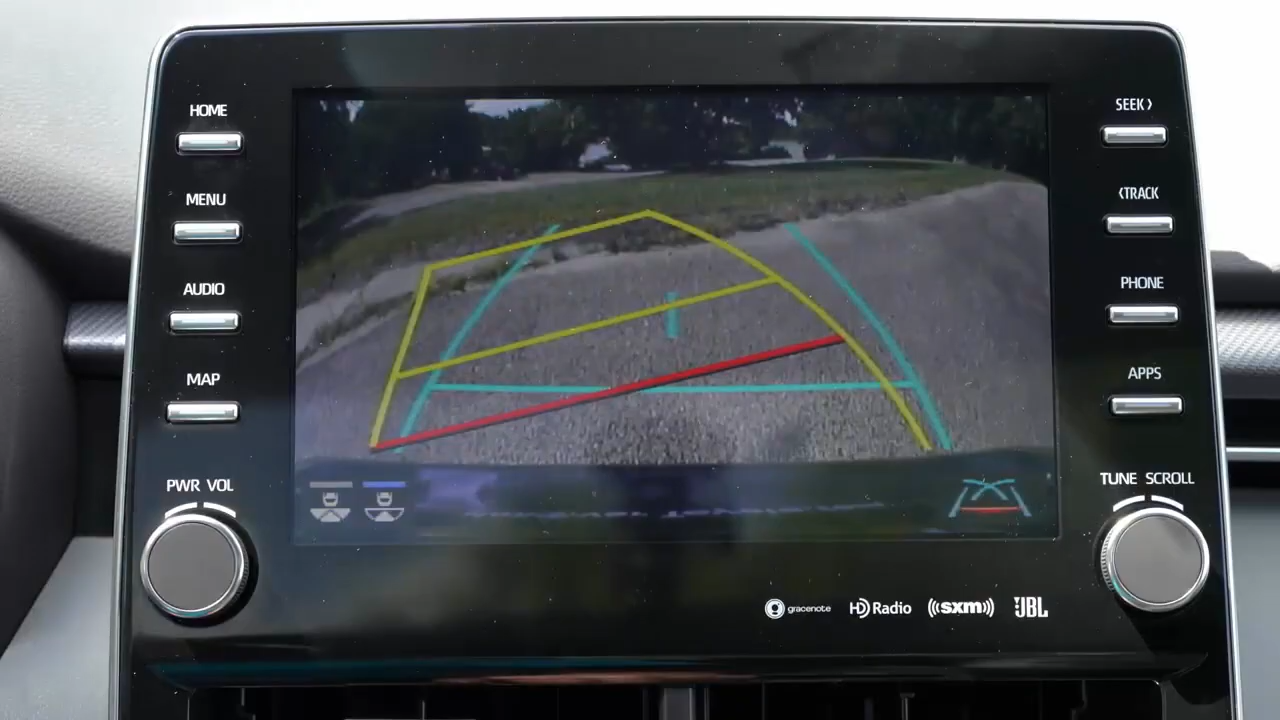 HOME
MENU
AUDIO
MAP
PWR VOL
SEEK >
< TRACK
PHONE
APPS
TUNE SCROLL
gracenote
HD Radio
((sxm))
JBL